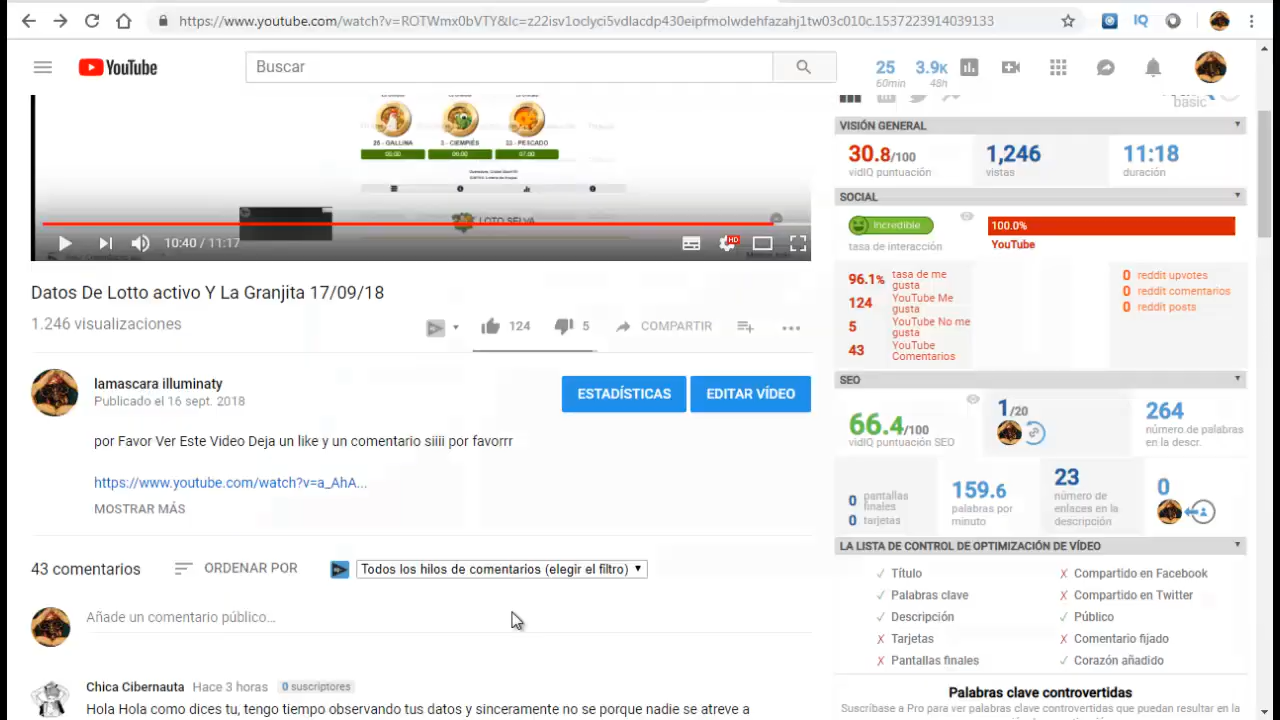 https://www.youtube.com/watch?v=ROTWmx0bVTY&lc=z22isv1oclyci5vdlacdp430eipfmolwdehfazahj1tw03c010c.1537223914039133
IQ
YouTube
Buscar
25
60min
3.9K
48h
basic
26 - GALLINA
3 - CIEMPIÉS
33 - PESCADO
05:00
06:00
07:00
LOTO SELVA
10:40 / 11:17
HD
Datos De Lotto activo Y La Granjita 17/09/18
1.246 visualizaciones
124
5
COMPARTIR
lamascara illuminaty
Publicado el 16 sept. 2018
ESTADÍSTICAS
EDITAR VÍDEO
por Favor Ver Este Video Deja un like y un comentario siiii por favorrr
https://www.youtube.com/watch?v=a_AhA...
MOSTRAR MÁS
43 comentarios
ORDENAR POR
Todos los hilos de comentarios (elegir el filtro)
Añade un comentario público...
Chica Cibernauta Hace 3 horas 0 suscriptores
Hola Hola como dices tu, tengo tiempo observando tus datos y sinceramente no se porque nadie se atreve a
VISIÓN GENERAL
30.8/100
vidIQ puntuación
1,246
vistas
11:18
duración
SOCIAL
Incredible
tasa de interacción
100.0%
YouTube
96.1% tasa de me
gusta
124 YouTube Me
gusta
5 YouTube No me
gusta
43 YouTube
Comentarios
0 reddit upvotes
0 reddit comentarios
0 reddit posts
SEO
66.4/100
vidIQ puntuación SEO
1/20
264
número de palabras
en la descr.
0 pantallas
finales
0 tarjetas
159.6
palabras por
minuto
23
número de
enlaces en la
descripción
0
LA LISTA DE CONTROL DE OPTIMIZACIÓN DE VÍDEO
✓ Título
✓ Palabras clave
✓ Descripción
✗ Tarjetas
✗ Pantallas finales
✗ Compartido en Facebook
✗ Compartido en Twitter
✓ Público
✗ Comentario fijado
✓ Corazón añadido
Palabras clave controvertidas
Suscríbase a Pro para ver palabras clave controvertidas que puedan resultar en la